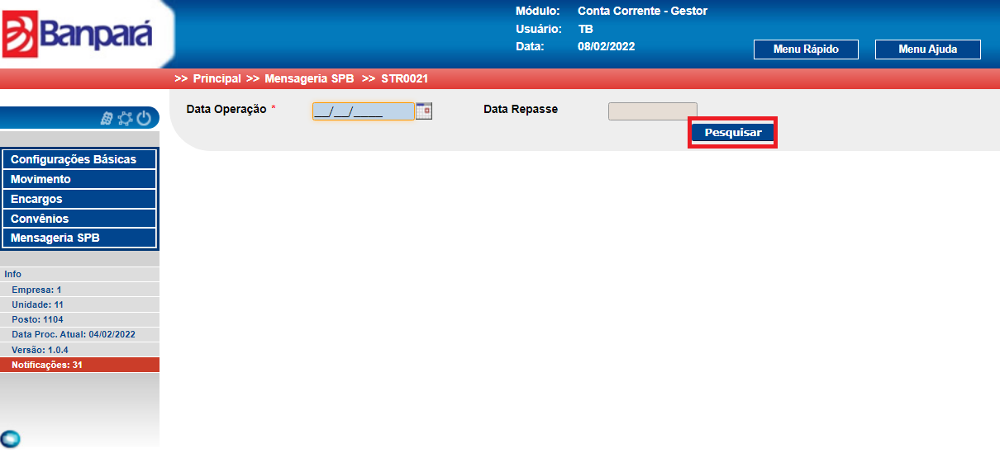 Banpará
Módulo: Conta Corrente - Gestor
Usuário: TB
Data: 08/02/2022
Menu Rápido Menu Ajuda
>> Principal >> Mensageria SPB >> STR0021
Data Operação * __/__/____ Data Repasse
Pesquisar
Configurações Básicas
Movimento
Encargos
Convênios
Mensageria SPB
Info
Empresa: 1
Unidade: 11
Posto: 1104
Data Proc. Atual: 04/02/2022
Versão: 1.0.4
Notificações: 31